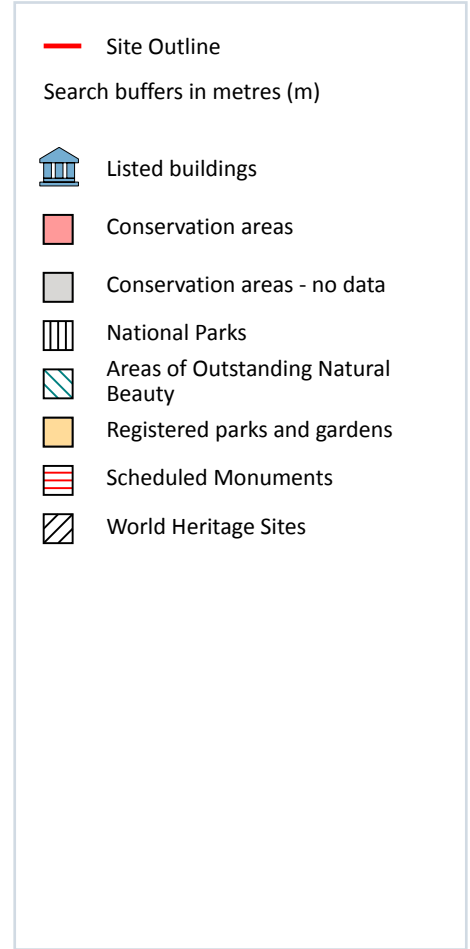 Site Outline
Search buffers in metres (m)
Listed buildings
Conservation areas
Conservation areas - no data
National Parks
Areas of Outstanding Natural
Beauty
Registered parks and gardens
Scheduled Monuments
World Heritage Sites